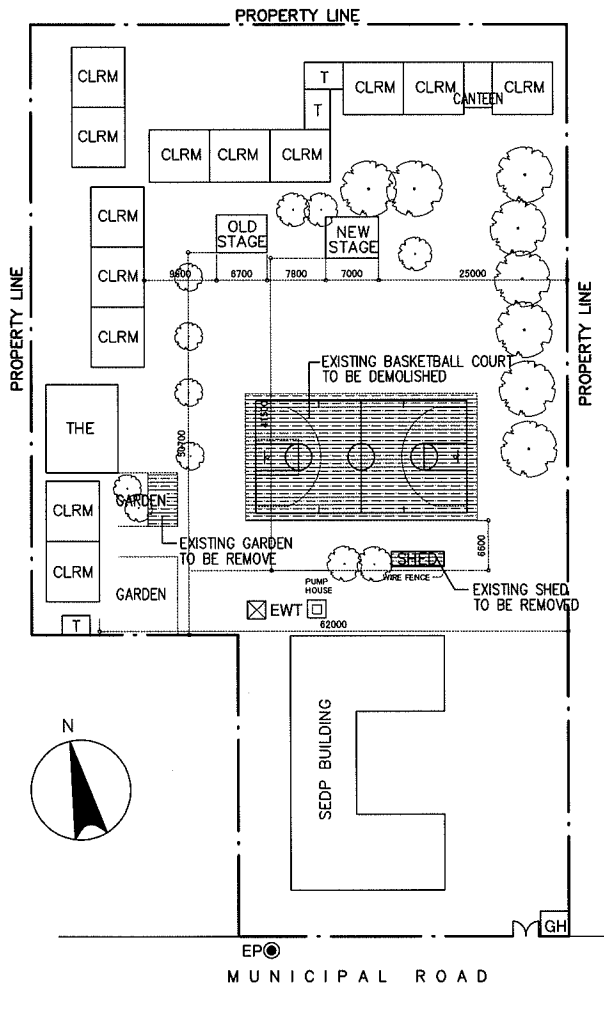 PROPERTY LINE
CLRM
T
CLRM
CLRM
CLRM
CANTEEN
T
CLRM
CLRM
CLRM
CLRM
CLRM
OLD
STAGE
NEW
STAGE
PROPERTY LINE
CLRM
9800
6700
7800
7000
25000
PROPERTY LINE
CLRM
EXISTING BASKETBALL COURT
TO BE DEMOLISHED
THE
GARDEN
CLRM
EXISTING GARDEN
TO BE REMOVE
6600
SHED
WIRE FENCE
CLRM
GARDEN
PUMP
HOUSE
EXISTING SHED
TO BE REMOVED
EWT
T
62000
N
SEDP BUILDING
GH
EP
MUNICIPAL ROAD